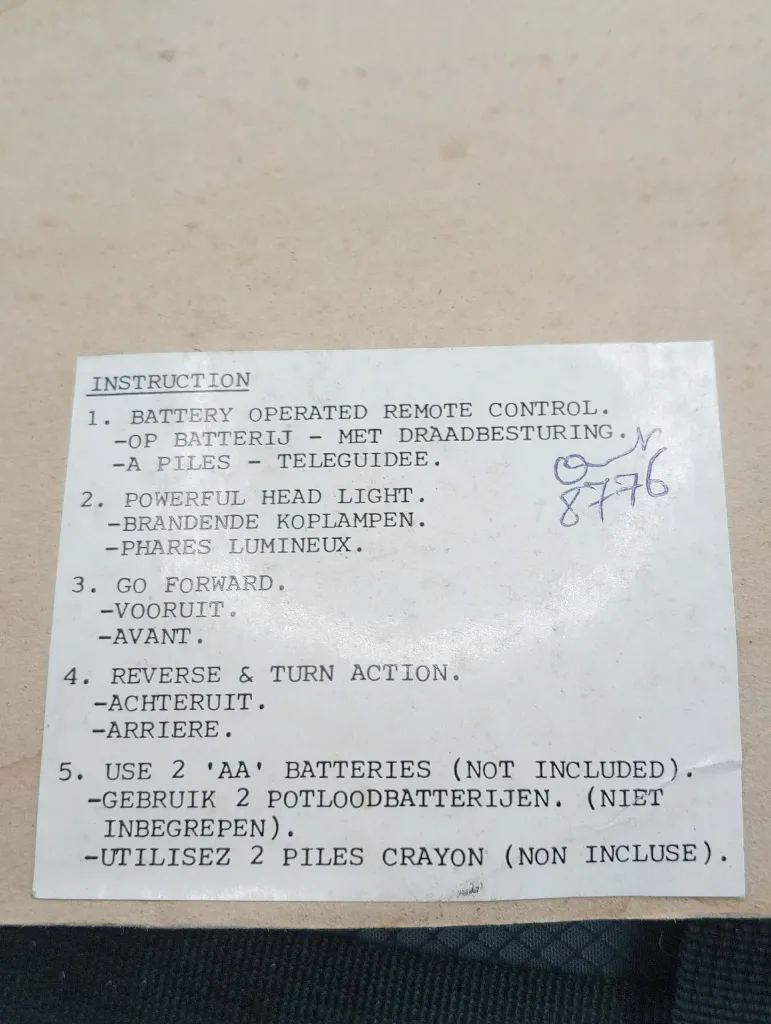 INSTRUCTION
1. BATTERY OPERATED REMOTE CONTROL.
-OP BATTERIJ - MET DRAADBESTURING.
-A PILES - TELEGUIDEE.
8776
2. POWERFUL HEAD LIGHT.
-BRANDENDE KOPLAMPEN.
-PHARES LUMINEUX.
3. GO FORWARD.
-VOORUIT.
-AVANT.
4. REVERSE & TURN ACTION.
-ACHTERUIT.
-ARRIERE.
5. USE 2 'AA' BATTERIES (NOT INCLUDED).
-GEBRUIK 2 POTLOODBATTERIJEN. (NIET
INBEGREPEN).
-UTILISEZ 2 PILES CRAYON (NON INCLUSE).